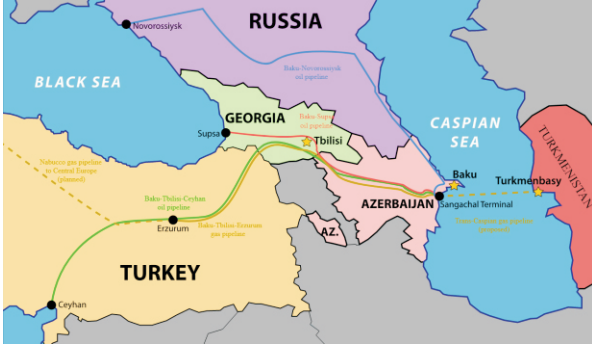 RUSSIA
Novorossiysk
BLACK SEA
Baku-Novorossiysk
oil pipeline
GEORGIA
Baku-Supsa
oil pipeline
Supsa
Tbilisi
CASPIAN
SEA
TURKMENISTAN
Nabucco gas pipeline
to Central Europe
(planned)
Baku
Turkmenbasy
Baku-Tbilisi-Ceyhan
oil pipeline
AZERBAIJAN
Sangachal Terminal
Erzurum
Baku-Tbilisi-Erzurum
gas pipeline
AZ.
TURKEY
Ceyhan